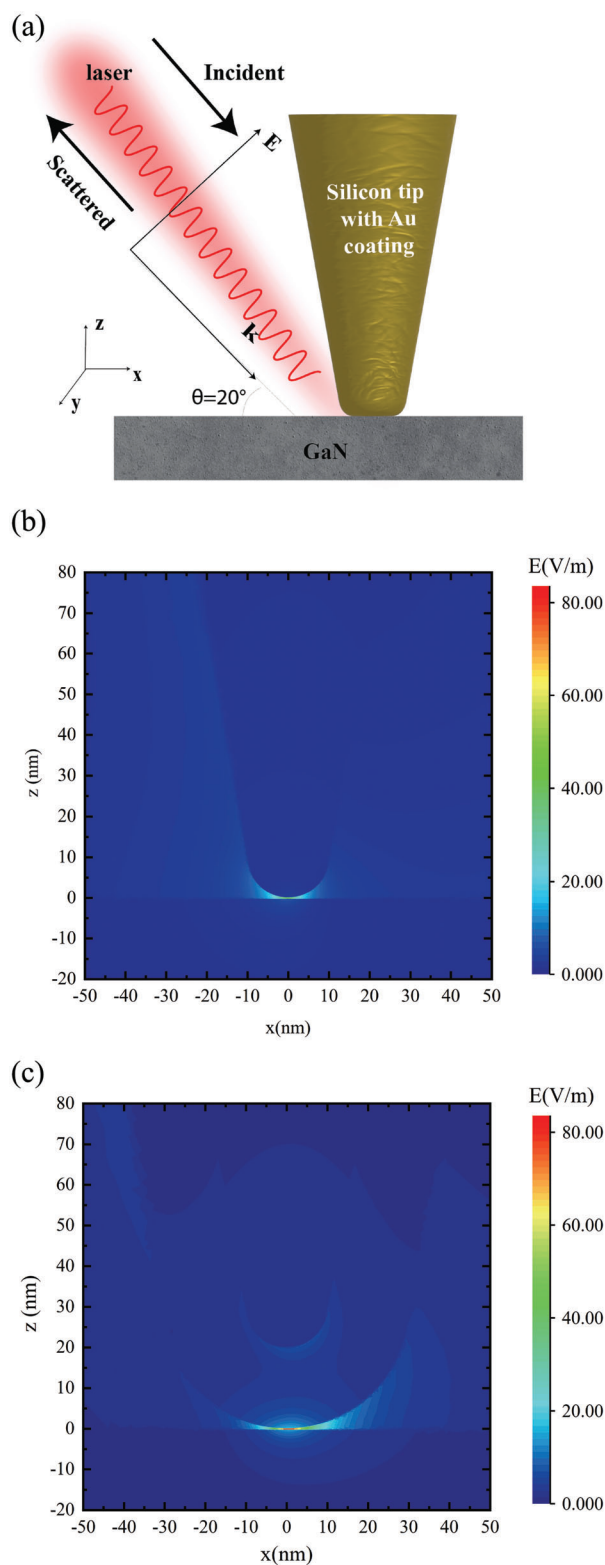 (a)
laser
Incident
E
Scattered
Silicon tip
with Au
coating
k
z
x
y
θ=20°
GaN
(b)
E(V/m)
80
70
60
50
40
30
20
10
0
-10
-20
z (nm)
-50 -40 -30 -20 -10 0 10 20 30 40 50
x(nm)
80.00
60.00
40.00
20.00
0.000
(c)
E(V/m)
80
70
60
50
40
30
20
10
0
-10
-20
z (nm)
-50 -40 -30 -20 -10 0 10 20 30 40 50
x(nm)
80.00
60.00
40.00
20.00
0.000